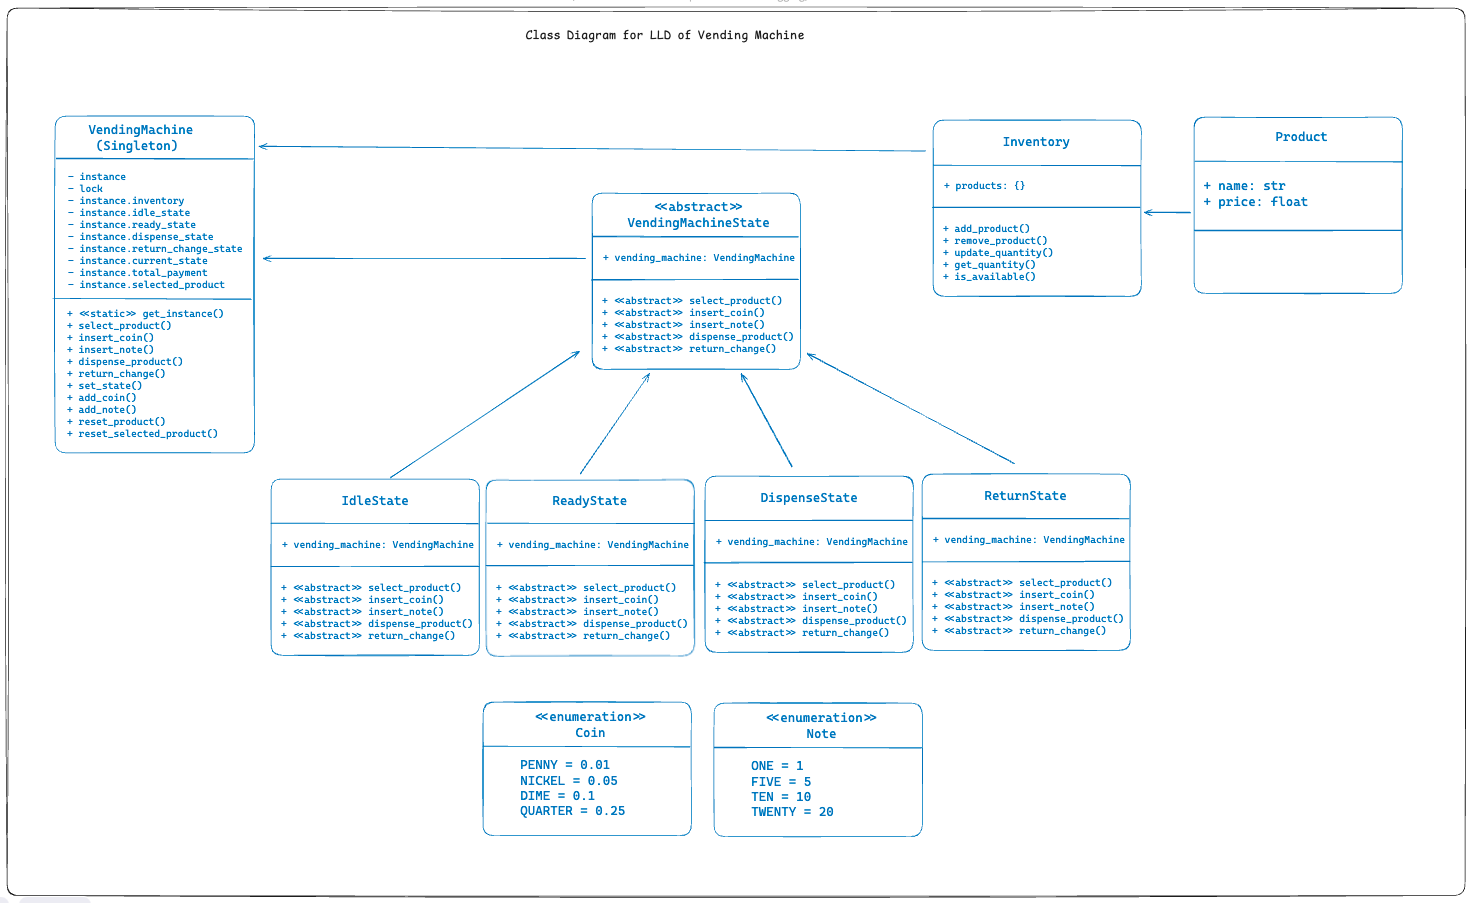 Class Diagram for LLD of Vending Machine
VendingMachine
(Singleton)
- instance
- lock
- instance.inventory
- instance.idle_state
- instance.ready_state
- instance.dispense_state
- instance.return_change_state
- instance.current_state
- instance.total_payment
- instance.selected_product
+ <<static>> get_instance()
+ select_product()
+ insert_coin()
+ insert_note()
+ dispense_product()
+ return_change()
+ set_state()
+ add_coin()
+ add_note()
+ reset_product()
+ reset_selected_product()
<<abstract>>
VendingMachineState
+ vending_machine: VendingMachine
+ <<abstract>> select_product()
+ <<abstract>> insert_coin()
+ <<abstract>> insert_note()
+ <<abstract>> dispense_product()
+ <<abstract>> return_change()
Inventory
+ products: {}
+ add_product()
+ remove_product()
+ update_quantity()
+ get_quantity()
+ is_available()
Product
+ name: str
+ price: float
IdleState
+ vending_machine: VendingMachine
+ <<abstract>> select_product()
+ <<abstract>> insert_coin()
+ <<abstract>> insert_note()
+ <<abstract>> dispense_product()
+ <<abstract>> return_change()
ReadyState
+ vending_machine: VendingMachine
+ <<abstract>> select_product()
+ <<abstract>> insert_coin()
+ <<abstract>> insert_note()
+ <<abstract>> dispense_product()
+ <<abstract>> return_change()
DispenseState
+ vending_machine: VendingMachine
+ <<abstract>> select_product()
+ <<abstract>> insert_coin()
+ <<abstract>> insert_note()
+ <<abstract>> dispense_product()
+ <<abstract>> return_change()
ReturnState
+ vending_machine: VendingMachine
+ <<abstract>> select_product()
+ <<abstract>> insert_coin()
+ <<abstract>> insert_note()
+ <<abstract>> dispense_product()
+ <<abstract>> return_change()
<<enumeration>>
Coin
PENNY = 0.01
NICKEL = 0.05
DIME = 0.1
QUARTER = 0.25
<<enumeration>>
Note
ONE = 1
FIVE = 5
TEN = 10
TWENTY = 20